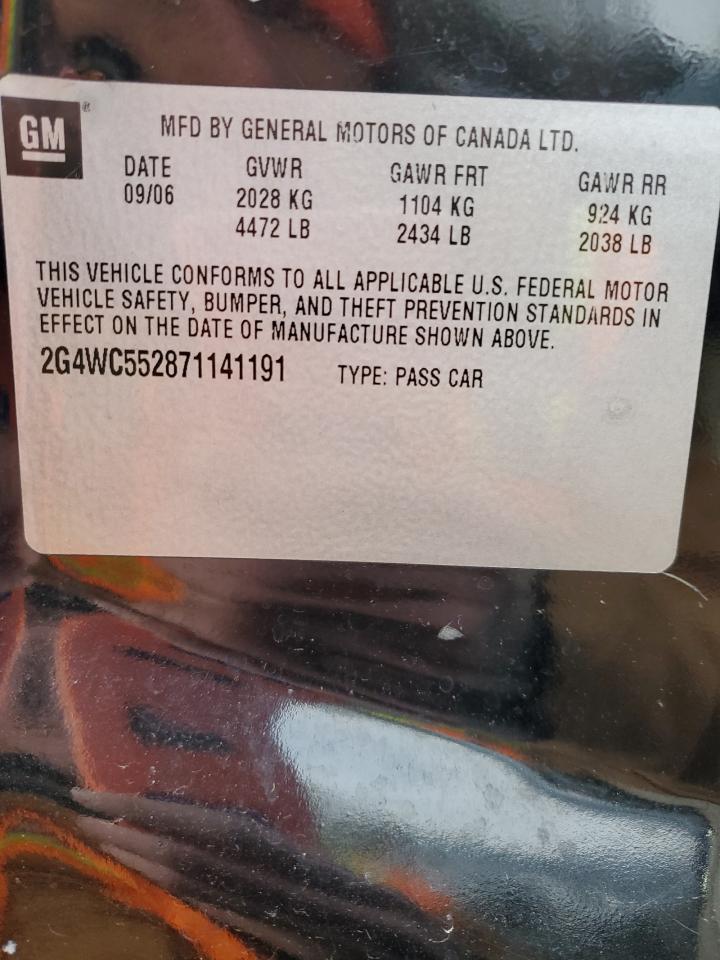 GM ®
MFD BY GENERAL MOTORS OF CANADA LTD.
DATE GVWR GAWR FRT GAWR RR
09/06 2028 KG 1104 KG 924 KG
4472 LB 2434 LB 2038 LB
THIS VEHICLE CONFORMS TO ALL APPLICABLE U.S. FEDERAL MOTOR
VEHICLE SAFETY, BUMPER, AND THEFT PREVENTION STANDARDS IN
EFFECT ON THE DATE OF MANUFACTURE SHOWN ABOVE.
2G4WC552871141191 TYPE: PASS CAR